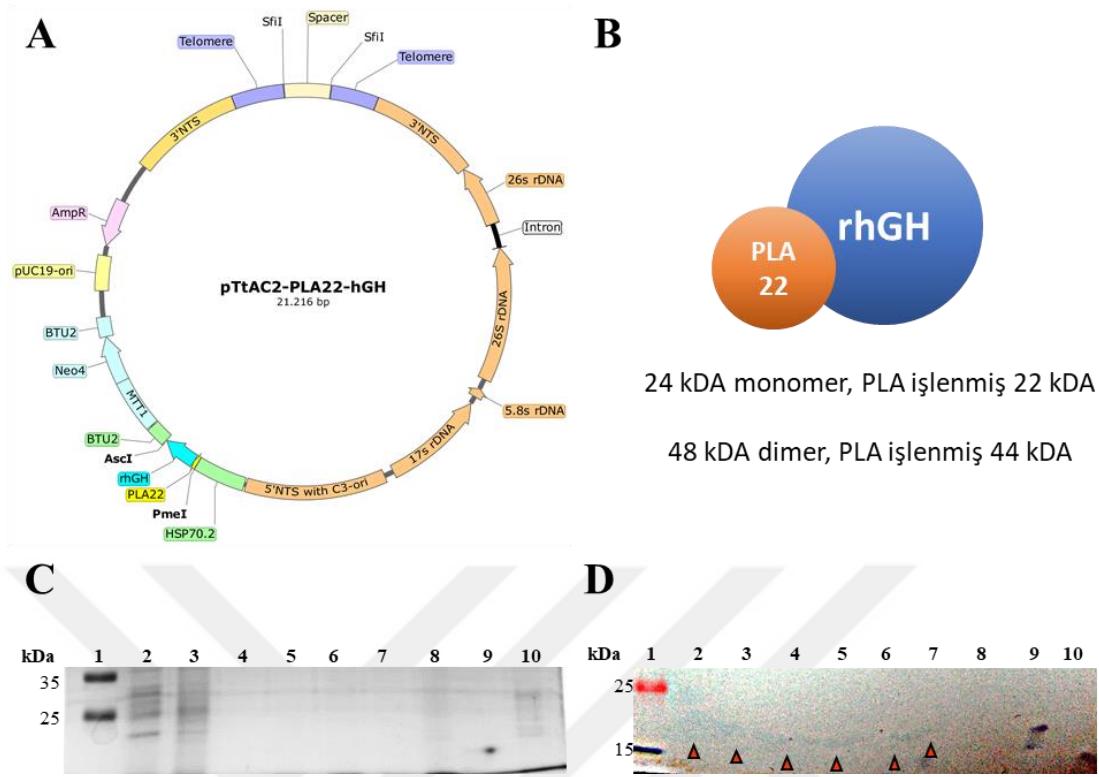 A
SfiI
Spacer
SfiI
Telomere
Telomere
3'NTS
3'NTS
26s rDNA
Intron
AmpR
pUC19-ori
pTtAC2-PLA22-hGH
21.216 bp
26S rDNA
BTU2
Neo4
MTT1
5.8s rDNA
BTU2
AscI
17s rDNA
rhGH
PLA22
5'NTS with C3-ori
PmeI
HSP70.2
B
rhGH
PLA
22
24 kDA monomer, PLA işlenmiş 22 kDA
48 kDA dimer, PLA işlenmiş 44 kDA
C
kDa 1 2 3 4 5 6 7 8 9 10
35
25
D
kDa 1 2 3 4 5 6 7 8 9 10
25
15